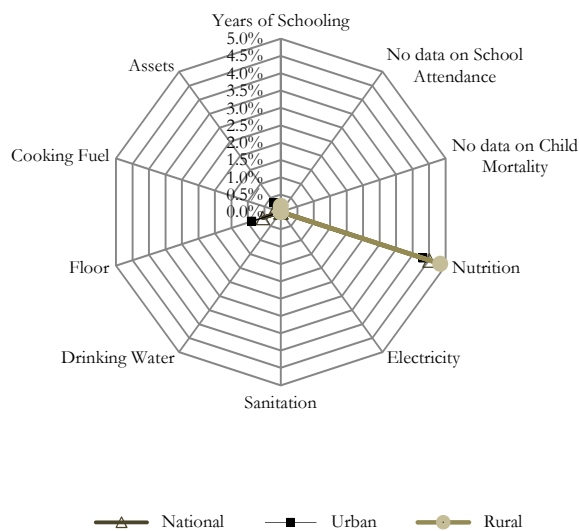 Years of Schooling
5.0%
4.5%
4.0%
3.5%
3.0%
2.5%
2.0%
1.5%
1.0%
0.5%
0.0%
No data on School
Attendance
No data on Child
Mortality
Nutrition
Electricity
Sanitation
Drinking Water
Floor
Cooking Fuel
Assets
National Urban Rural